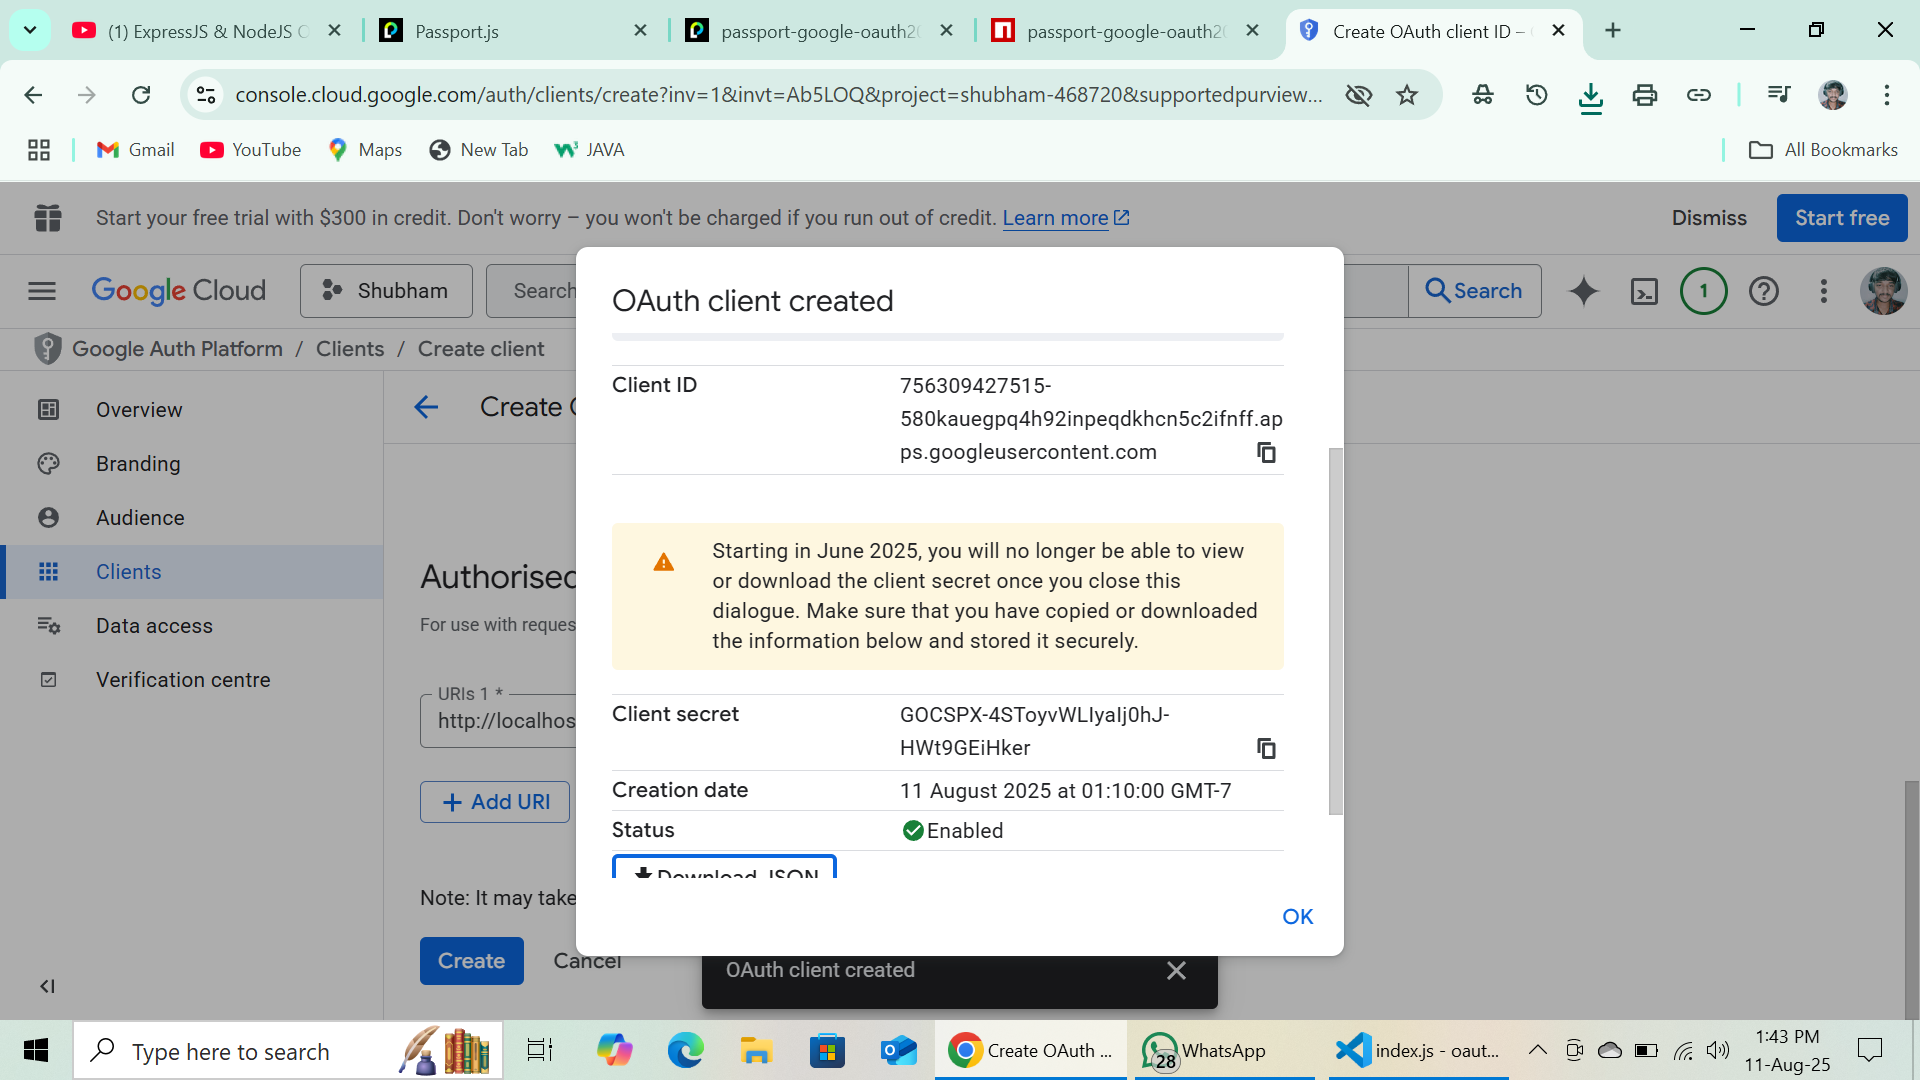 (1) ExpressJS & NodeJS
Passport.js
passport-google-oauth2
passport-google-oauth2
Create OAuth client ID –
console.cloud.google.com/auth/clients/create?inv=1&invt=Ab5LOQ&project=shubham-468720&supportedpurview...
Gmail
YouTube
Maps
New Tab
JAVA
All Bookmarks
Start your free trial with $300 in credit. Don't worry – you won't be charged if you run out of credit. Learn more
Dismiss
Start free
Google Cloud
Shubham
Search
Search
1
Google Auth Platform / Clients / Create client
Overview
Branding
Audience
Clients
Data access
Verification centre
Create
Authorised
For use with reques
URIs 1 *
http://localhos
Add URI
Note: It may take
Create
Cancel
OAuth client created
Client ID
756309427515-
580kauegpq4h92inpeqdkhcn5c2ifnff.ap
ps.googleusercontent.com
Starting in June 2025, you will no longer be able to view
or download the client secret once you close this
dialogue. Make sure that you have copied or downloaded
the information below and stored it securely.
Client secret
GOCSPX-4SToyvWLIyaIj0hJ-
HWt9GEiHker
Creation date
11 August 2025 at 01:10:00 GMT-7
Status
Enabled
Download JSON
OK
OAuth client created
Type here to search
Create OAuth ...
28
WhatsApp
index.js - oaut...
1:43 PM
11-Aug-25